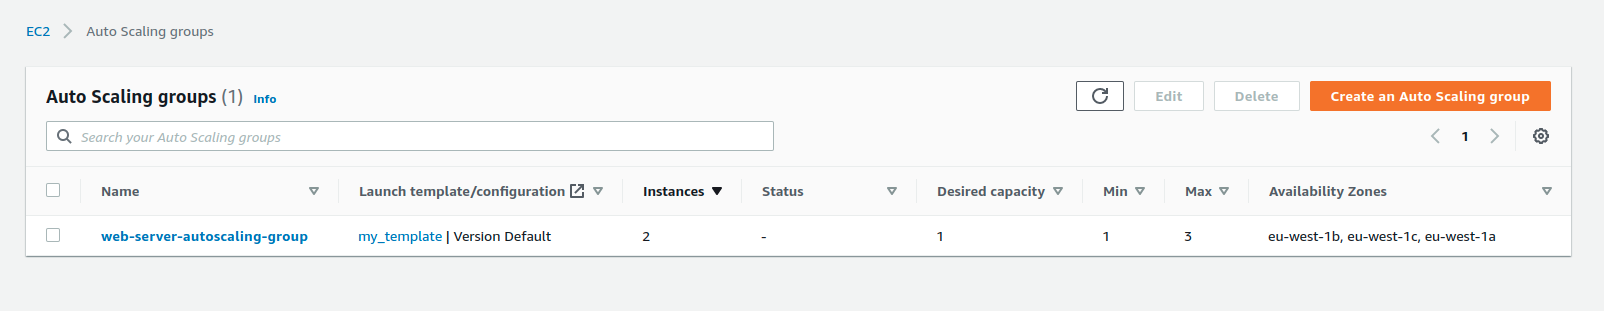 EC2 Auto Scaling groups
Auto Scaling groups (1) Info Edit Delete Create an Auto Scaling group
Search your Auto Scaling groups 1
Name Launch template/configuration Instances Status Desired capacity Min Max Availability Zones
web-server-autoscaling-group my_template | Version Default 2 - 1 1 3 eu-west-1b, eu-west-1c, eu-west-1a